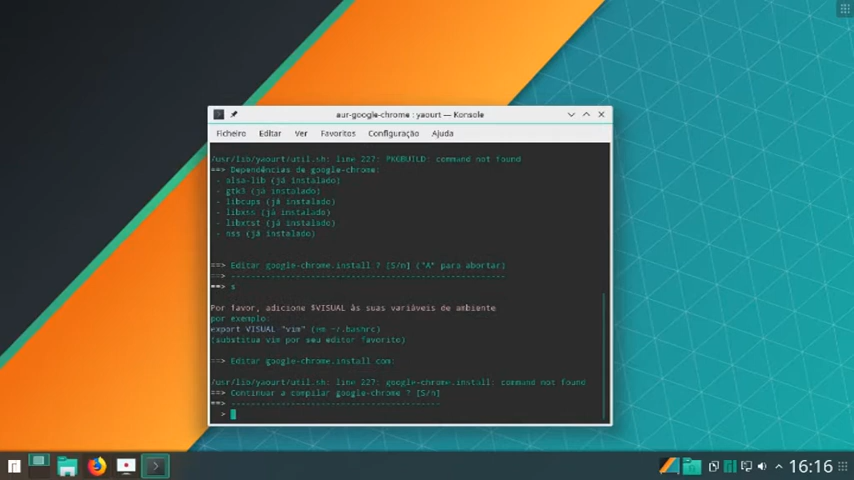 aur-google-chrome : yaourt — Konsole
Ficheiro Editar Ver Favoritos Configuração Ajuda
/usr/lib/yaourt/util.sh: line 227: PKGBUILD: command not found
==> Dependências de google-chrome:
- alsa-lib (já instalado)
- gtk3 (já instalado)
- libcups (já instalado)
- libxss (já instalado)
- libxtst (já instalado)
- nss (já instalado)
==> Editar google-chrome.install ? [S/n] ("A" para abortar)
==> -----------------------------------------------------
==> s
Por favor, adicione $VISUAL às suas variáveis de ambiente
por exemplo:
export VISUAL "vim" (em ~/.bashrc)
(substitua vim por seu editor favorito)
==> Editar google-chrome.install com:
/usr/lib/yaourt/util.sh: line 227: google-chrome.install: command not found
==> Continuar a compilar google-chrome ? [S/n]
==> ----------------------------------------
>
16:16